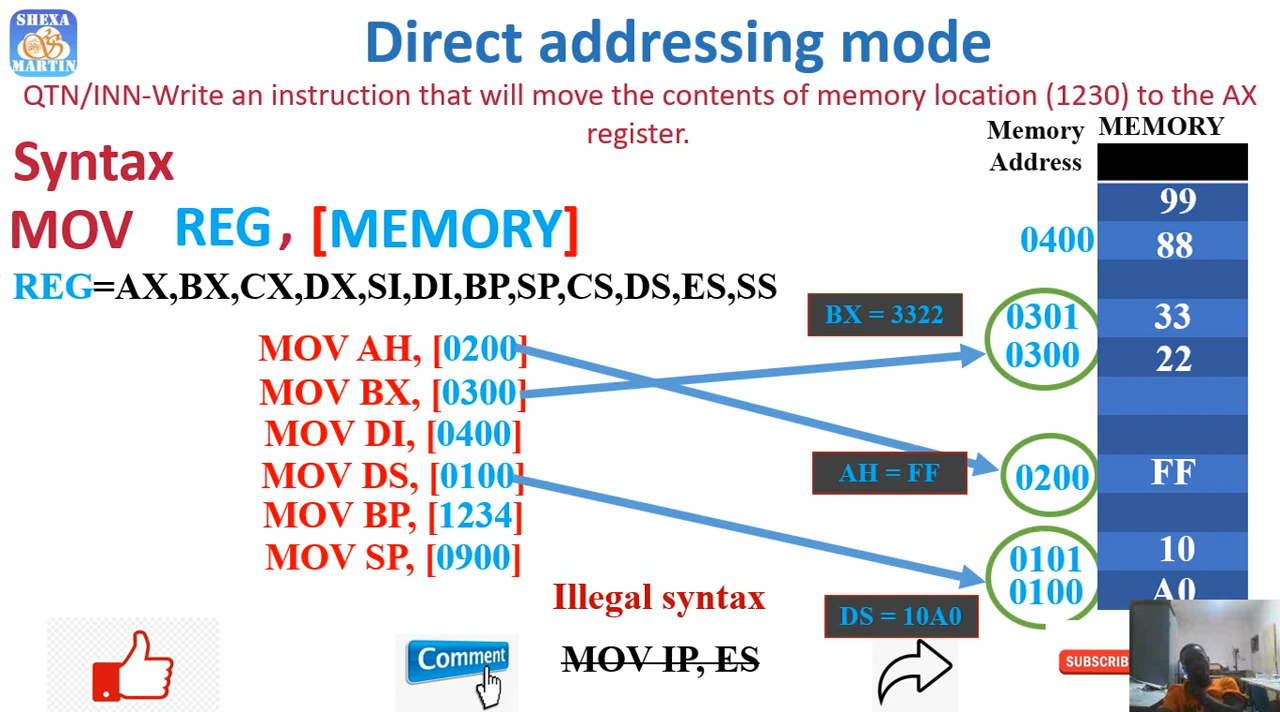 SHEXA
MARTIN
Direct addressing mode
QTN/INN-Write an instruction that will move the contents of memory location (1230) to the AX
register.
Syntax
MOV REG , [MEMORY]
REG=AX,BX,CX,DX,SI,DI,BP,SP,CS,DS,ES,SS
MOV AH, [0200]
MOV BX, [0300]
MOV DI, [0400]
MOV DS, [0100]
MOV BP, [1234]
MOV SP, [0900]
Illegal syntax
MOV IP, ES
BX = 3322
AH = FF
DS = 10A0
Memory
Address
MEMORY
99
0400 88
0301 33
0300 22
0200 FF
0101 10
0100 A0
Comment
SUBSCRIB